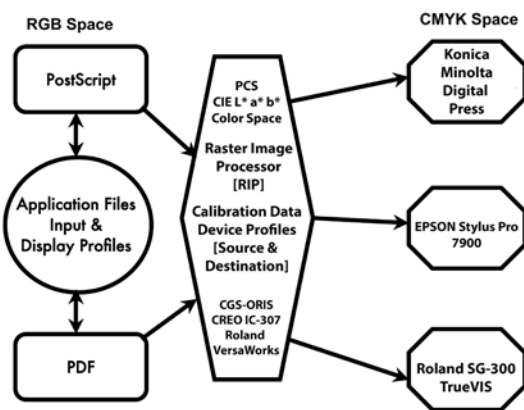 RGB Space
PostScript
Application Files
Input &
Display Profiles
PDF
PCS
CIE L* a* b*
Color Space
Raster Image
Processor
[RIP]
Calibration Data
Device Profiles
[Source &
Destination]
CGS-ORIS
CREO IC-307
Roland
VersaWorks
CMYK Space
Konica
Minolta
Digital
Press
EPSON Stylus Pro
7900
Roland SG-300
TrueVIS